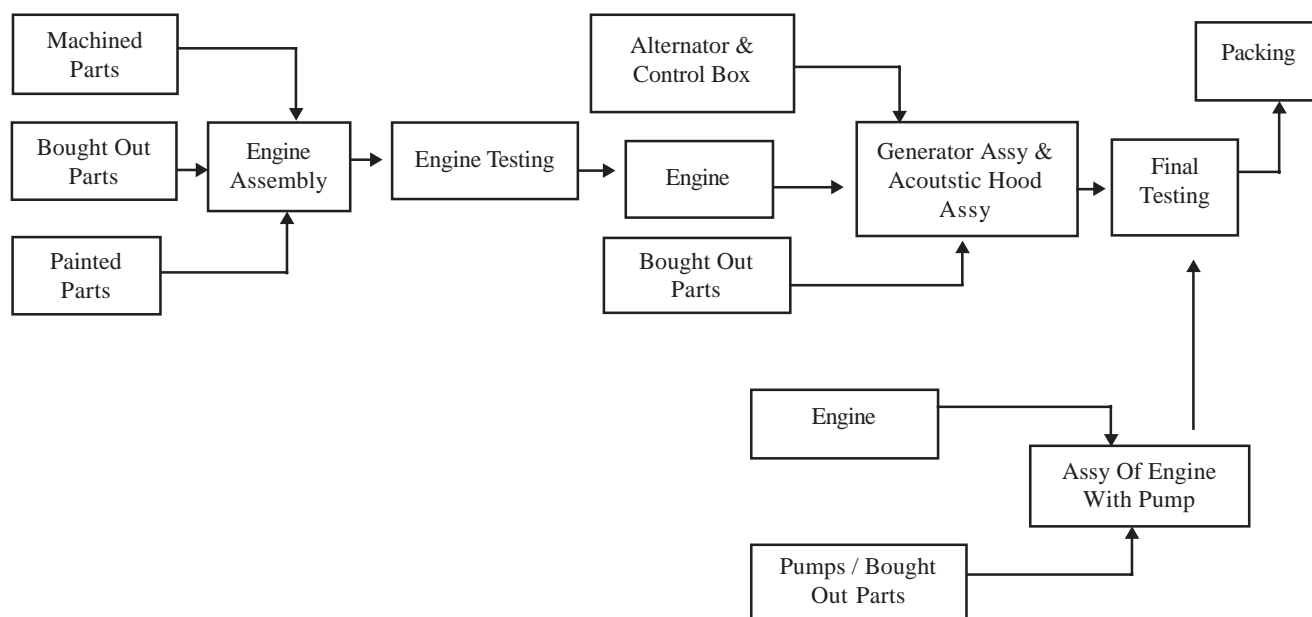 Machined
Parts
Bought Out
Parts
Painted
Parts
Engine
Assembly
Engine Testing
Alternator &
Control Box
Engine
Bought Out
Parts
Generator Assy &
Acoutstic Hood
Assy
Final
Testing
Packing
Engine
Assy Of Engine
With Pump
Pumps / Bought
Out Parts